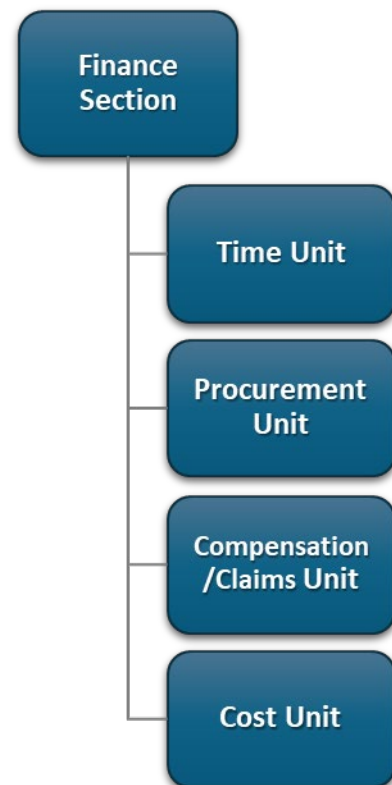 Finance
Section
Time Unit
Procurement
Unit
Compensation
/Claims Unit
Cost Unit